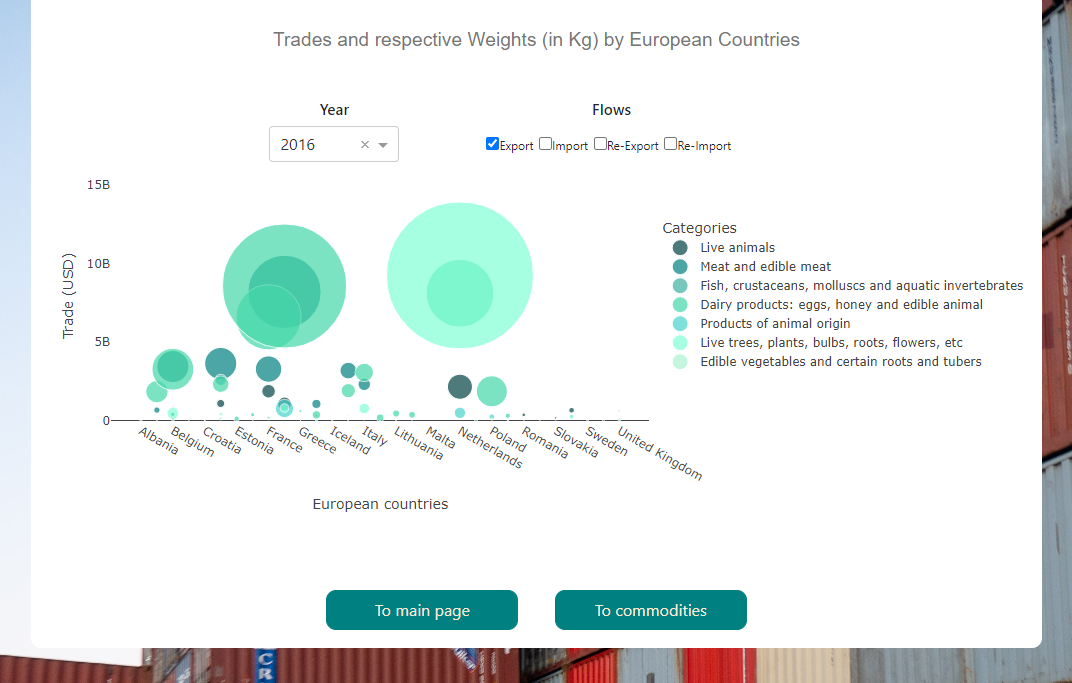 Trades and respective Weights (in Kg) by European Countries
Year
Flows
2016
Export
Import
Re-Export
Re-Import
15B
10B
5B
0
Trade (USD)
Albania
Belgium
Croatia
Estonia
France
Greece
Iceland
Italy
Lithuania
Malta
Netherlands
Poland
Romania
Slovakia
Sweden
United Kingdom
European countries
Categories
Live animals
Meat and edible meat
Fish, crustaceans, molluscs and aquatic invertebrates
Dairy products: eggs, honey and edible animal
Products of animal origin
Live trees, plants, bulbs, roots, flowers, etc
Edible vegetables and certain roots and tubers
To main page
To commodities
CR